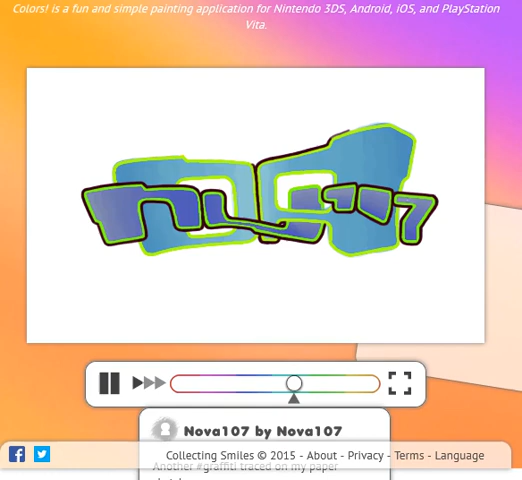 Colors! is a fun and simple painting application for Nintendo 3DS, Android, iOS, and PlayStation
Vita.
Nova107 by Nova107
Collecting Smiles © 2015 - About - Privacy - Terms - Language
Another #graffiti traced on my paper